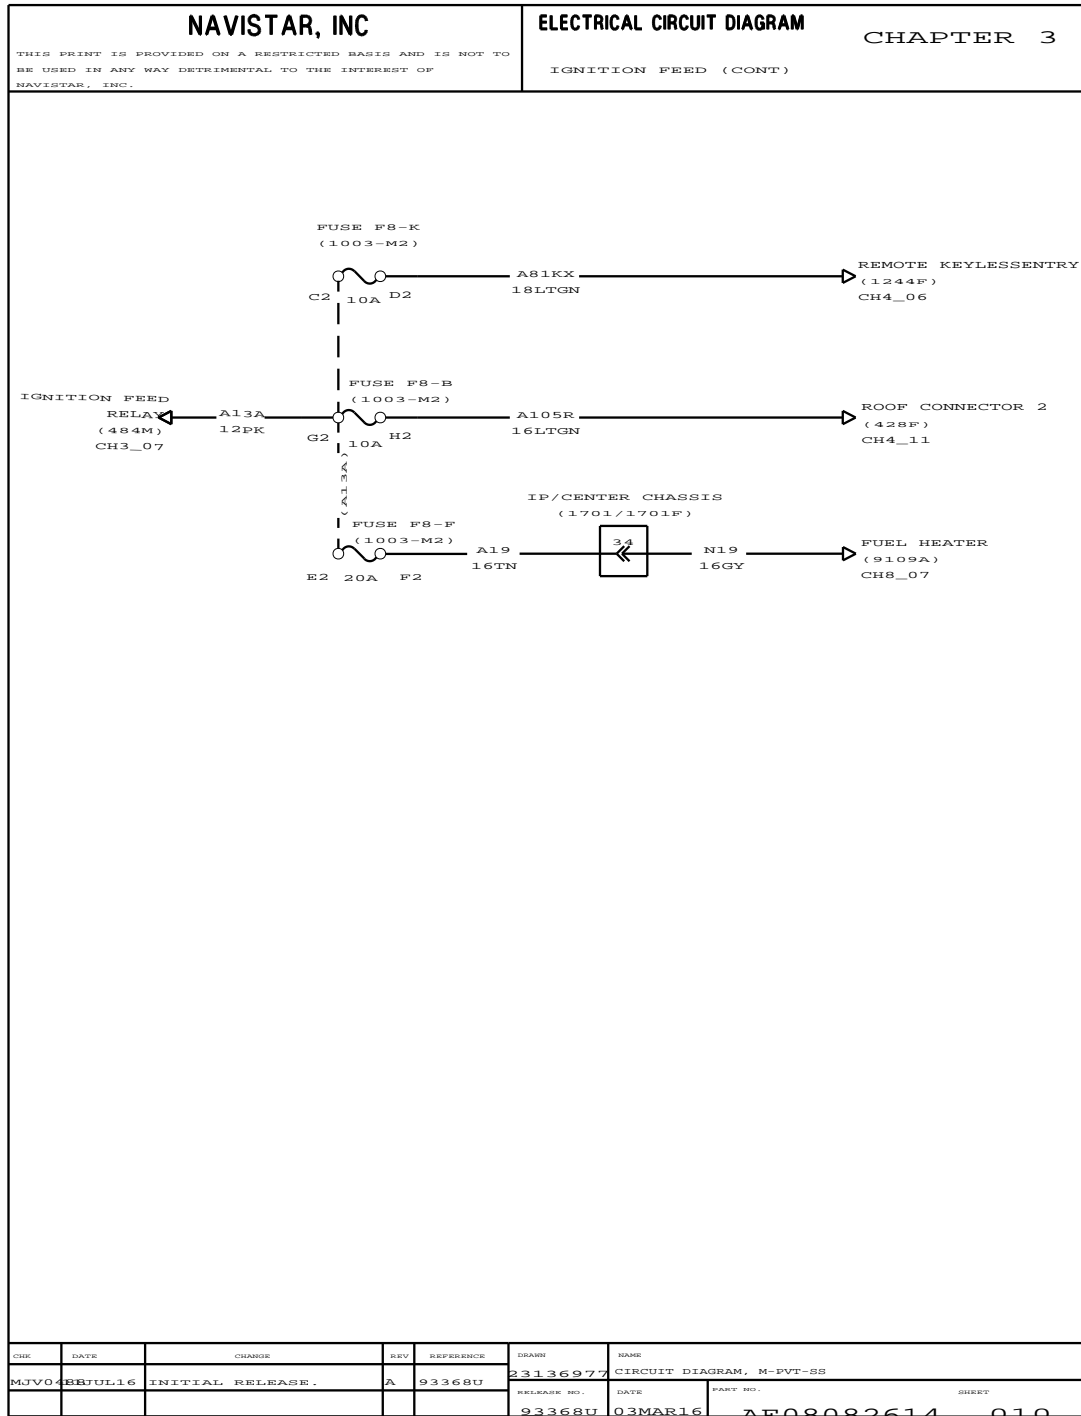 NAVISTAR, INC
THIS PRINT IS PROVIDED ON A RESTRICTED BASIS AND IS NOT TO
BE USED IN ANY WAY DETRIMENTAL TO THE INTEREST OF
NAVISTAR, INC.
ELECTRICAL CIRCUIT DIAGRAM
IGNITION FEED (CONT)
CHAPTER 3
FUSE F8-K
(1003-M2)
C2 10A D2
A81KX
18LTGN
REMOTE KEYLESSENTRY
(1244F)
CH4_06
IGNITION FEED
RELAY
(484M)
CH3_07
A13A
12PK
FUSE F8-B
(1003-M2)
G2 10A H2
A105R
16LTGN
ROOF CONNECTOR 2
(428F)
CH4_11
(A13A)
FUSE F8-F
(1003-M2)
E2 20A F2
A19
16TN
IP/CENTER CHASSIS
(1701/1701F)
34
N19
16GY
FUEL HEATER
(9109A)
CH8_07
CHK DATE CHANGE REV REFERENCE
INITIAL RELEASE. A 93368U
DRAWN
23136977
NAME
CIRCUIT DIAGRAM, M-PVT-SS
RELEASE NO.
93368U
DATE
03MAR16
PART NO.
AF08082614
SHEET
010